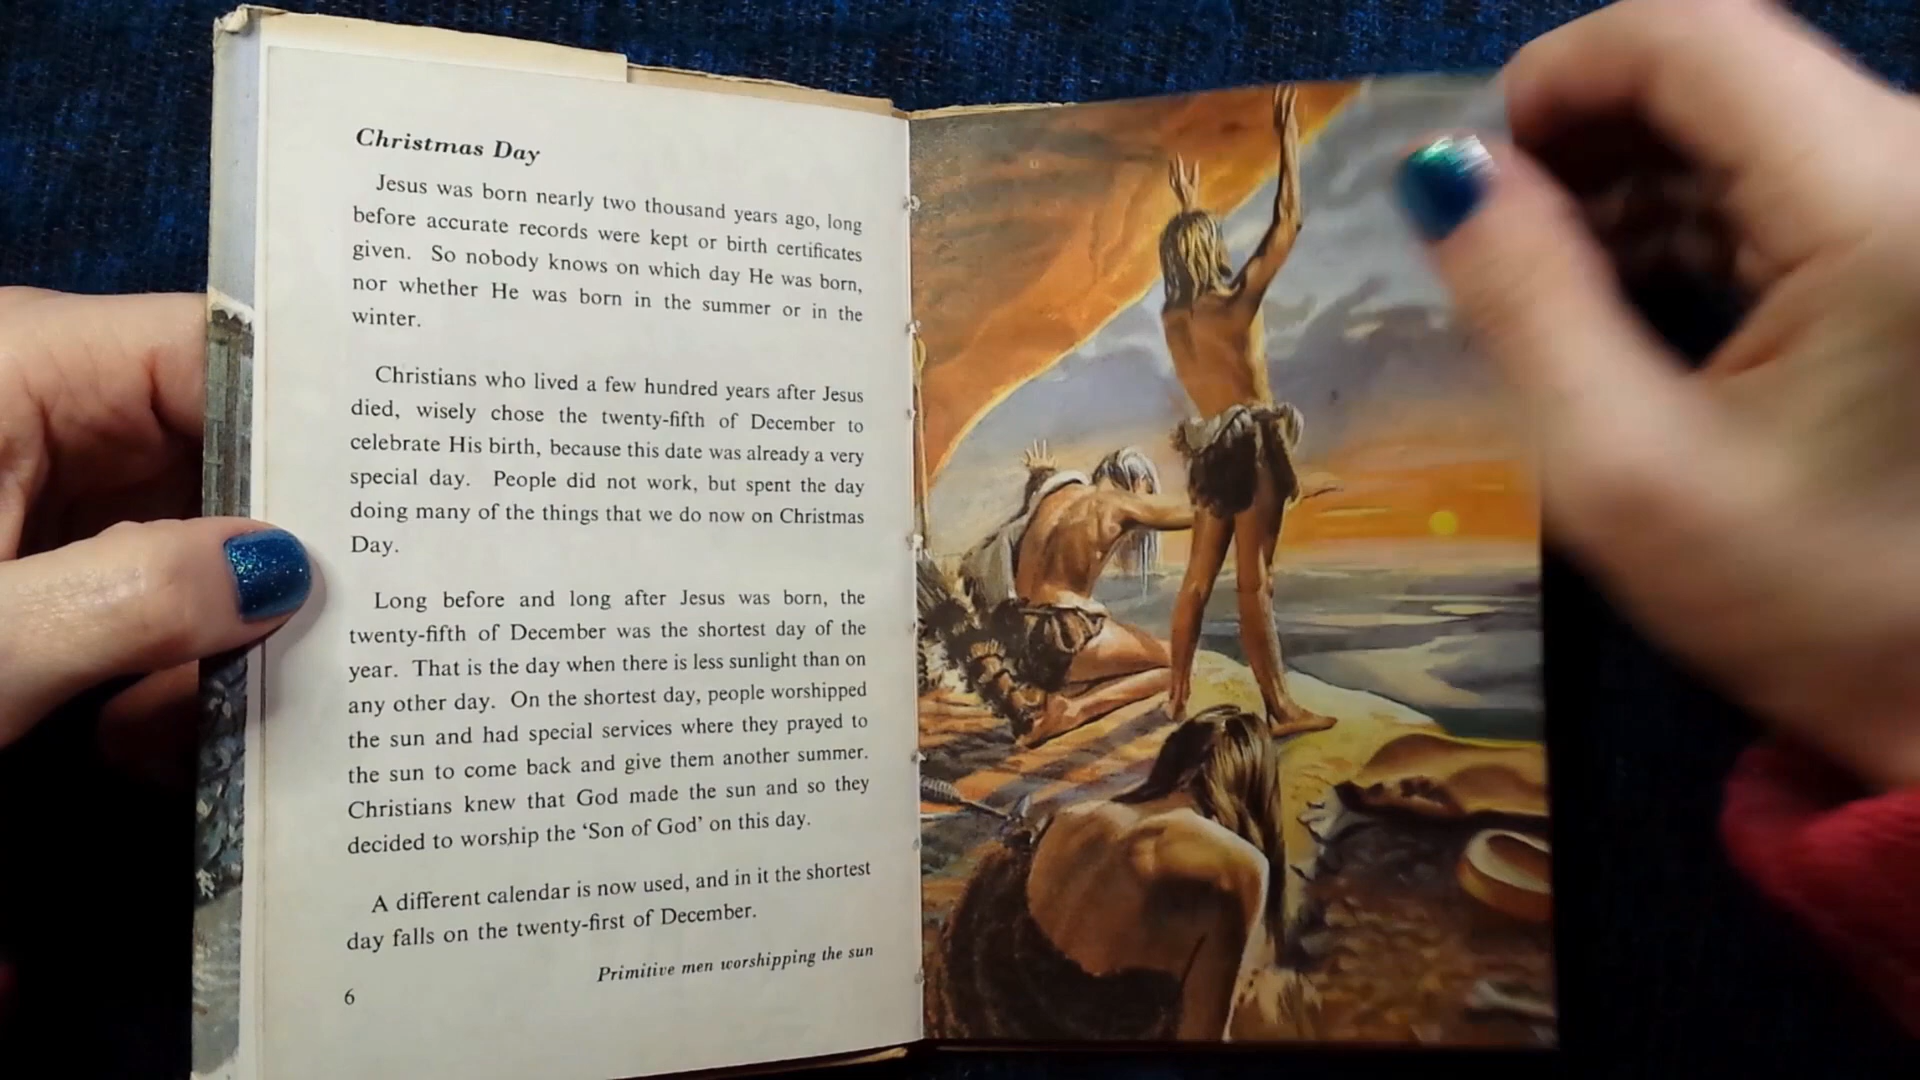 Christmas Day
Jesus was born nearly two thousand years ago, long
before accurate records were kept or birth certificates
given. So nobody knows on which day He was born,
nor whether He was born in the summer or in the
winter.
Christians who lived a few hundred years after Jesus
died, wisely chose the twenty-fifth of December to
celebrate His birth, because this date was already a very
special day. People did not work, but spent the day
doing many of the things that we do now on Christmas
Day.
Long before and long after Jesus was born, the
twenty-fifth of December was the shortest day of the
year. That is the day when there is less sunlight than on
any other day. On the shortest day, people worshipped
the sun and had special services where they prayed to
the sun to come back and give them another summer.
Christians knew that God made the sun and so they
decided to worship the ‘Son of God’ on this day.
A different calendar is now used, and in it the shortest
day falls on the twenty-first of December.
Primitive men worshipping the sun
6